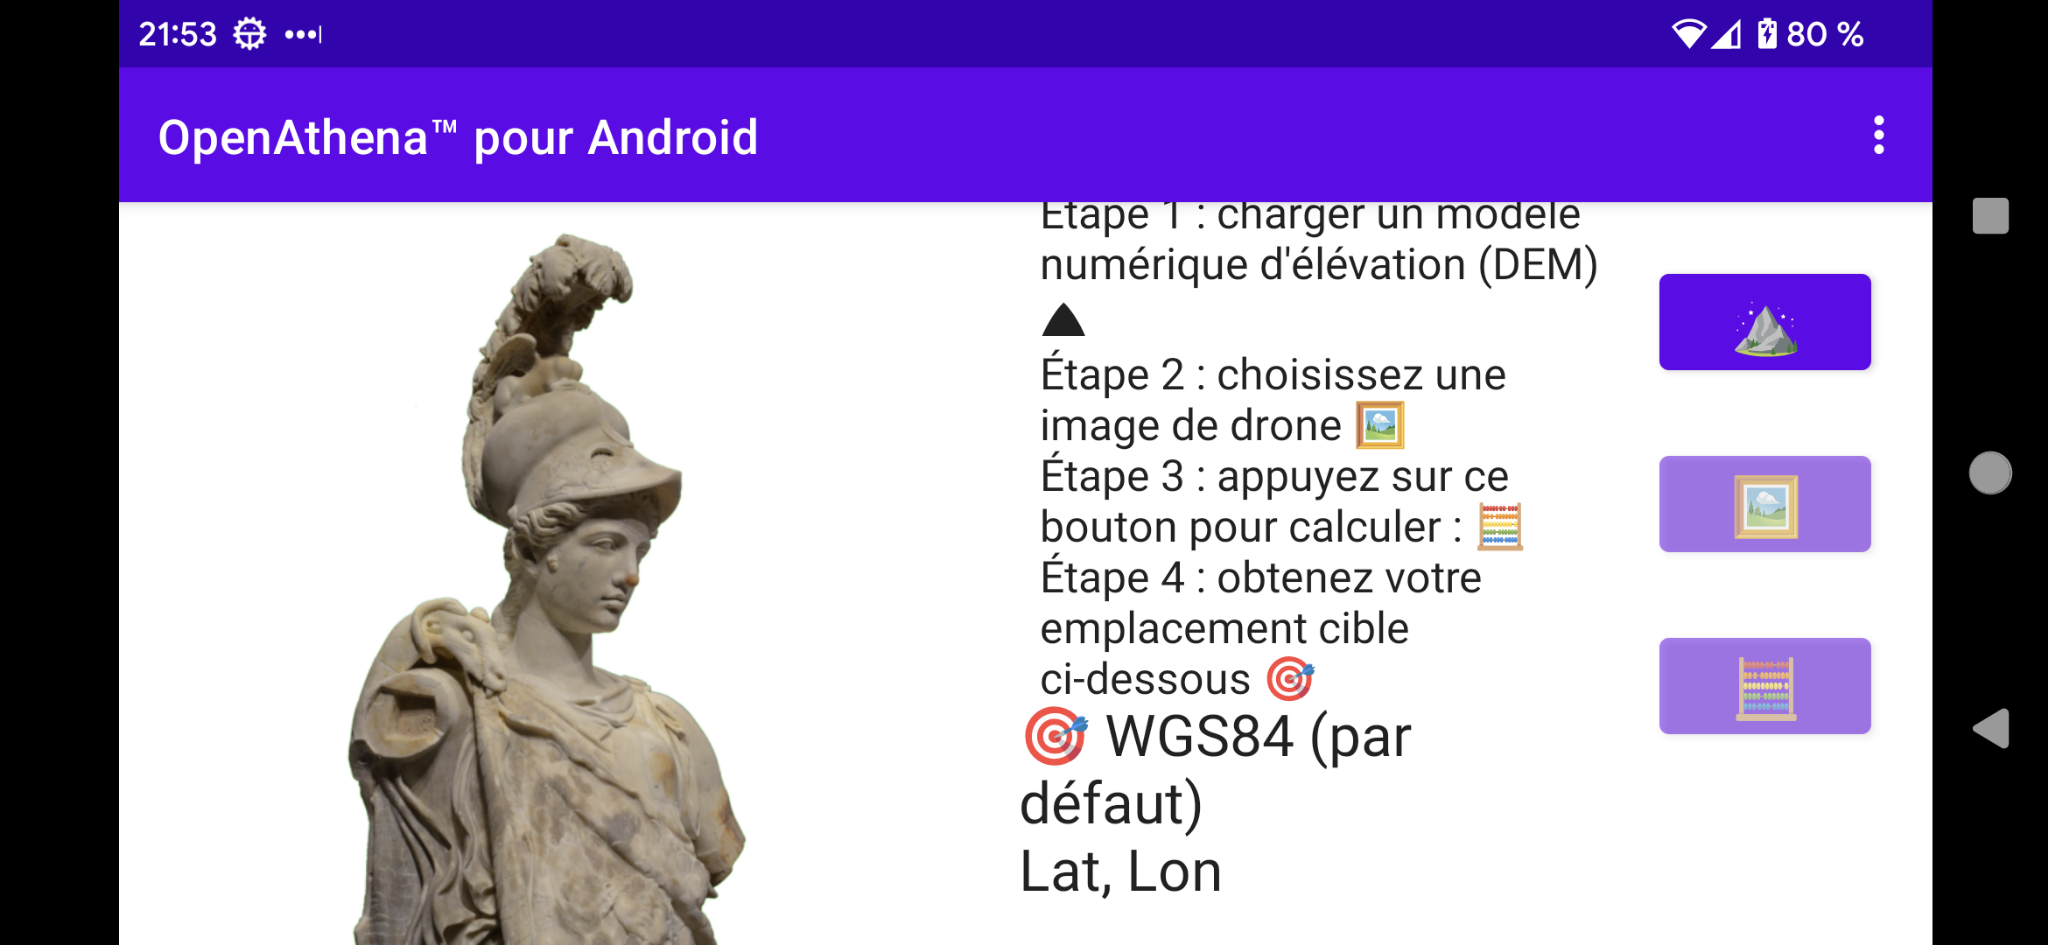 21:53
80 %
OpenAthena™ pour Android
Étape 1 : charger un modèle
numérique d'élévation (DEM)
Étape 2 : choisissez une
image de drone 🖼️
Étape 3 : appuyez sur ce
bouton pour calculer : 🧮
Étape 4 : obtenez votre
emplacement cible
ci-dessous 🎯
🎯 WGS84 (par
défaut)
Lat, Lon